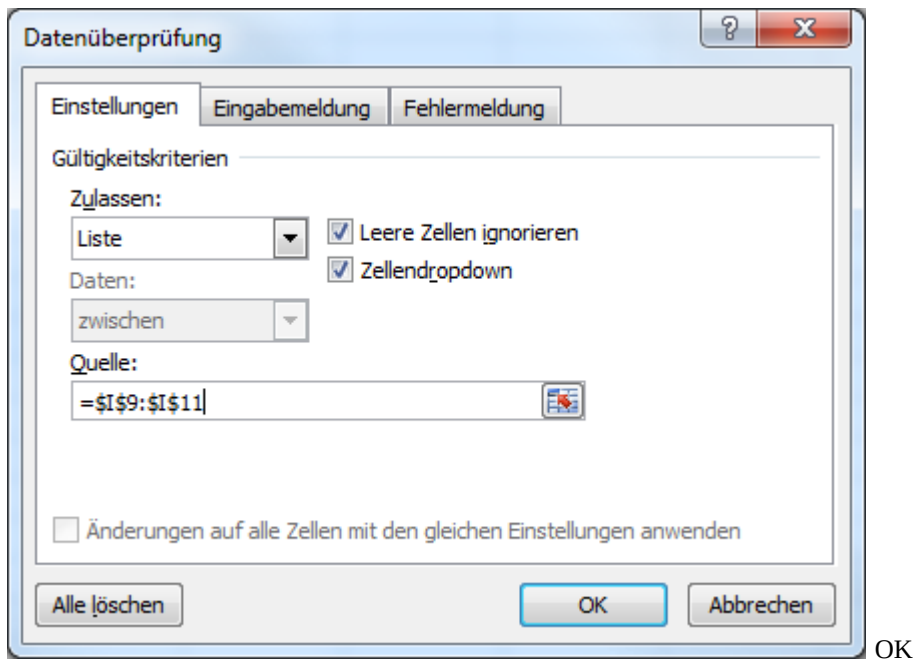 Datenüberprüfung
Einstellungen Eingabemeldung Fehlermeldung
Gültigkeitskriterien
Zulassen:
Liste
Leere Zellen ignorieren
Zellendropdown
Daten:
zwischen
Quelle:
=$I$9:$I$11
Änderungen auf alle Zellen mit den gleichen Einstellungen anwenden
Alle löschen OK Abbrechen
OK